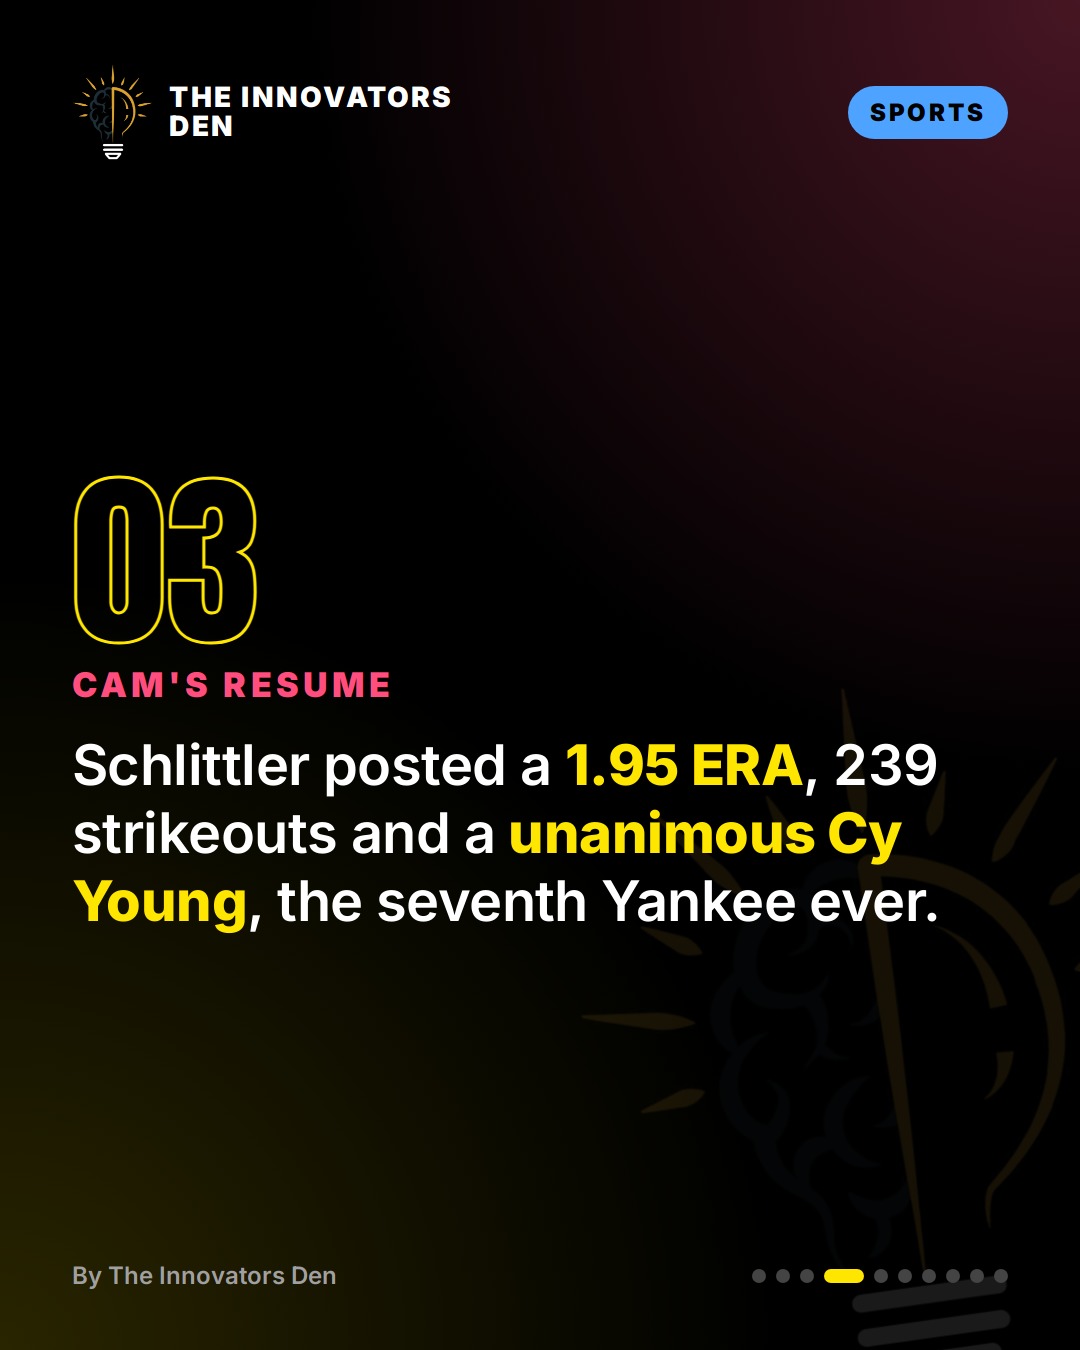 THE INNOVATORS
DEN
SPORTS
03
CAM'S RESUME
Schlittler posted a 1.95 ERA, 239
strikeouts and a unanimous Cy
Young, the seventh Yankee ever.
By The Innovators Den